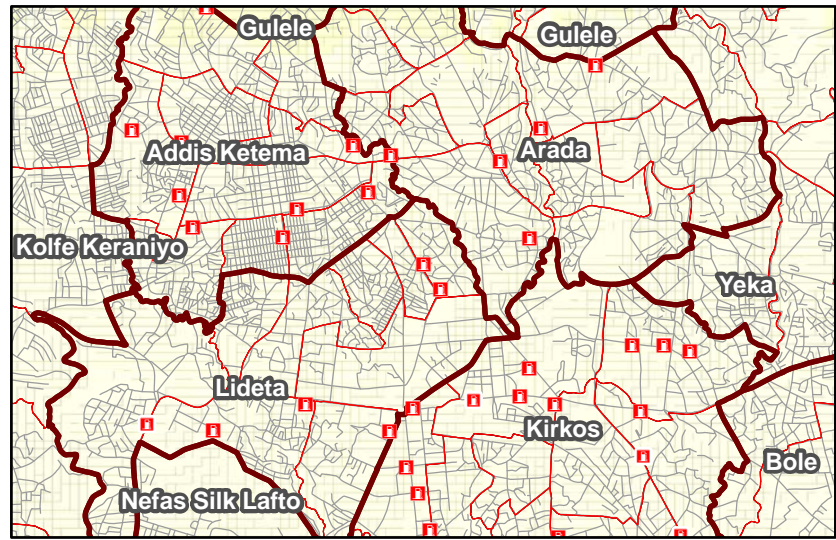 Gulele
Gulele
Addis Ketema
Arada
Kolfe Keraniyo
Yeka
Lideta
Kirkos
Bole
Nefas Silk Lafto